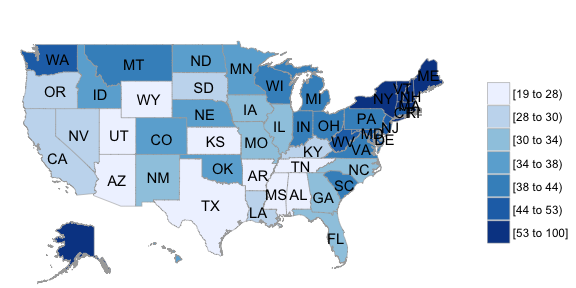 WA
MT
ND
MN
ME
OR
ID
SD
WI
MI
NY
VT
NH
WY
NE
IA
PA
NJ
CT
RI
NV
UT
CO
KS
MO
IL
IN
OH
WV
VA
MD
DE
CA
AZ
NM
OK
AR
TN
KY
NC
SC
TX
LA
MS
AL
GA
FL
[19 to 28)
[28 to 30)
[30 to 34)
[34 to 38)
[38 to 44)
[44 to 53)
[53 to 100]